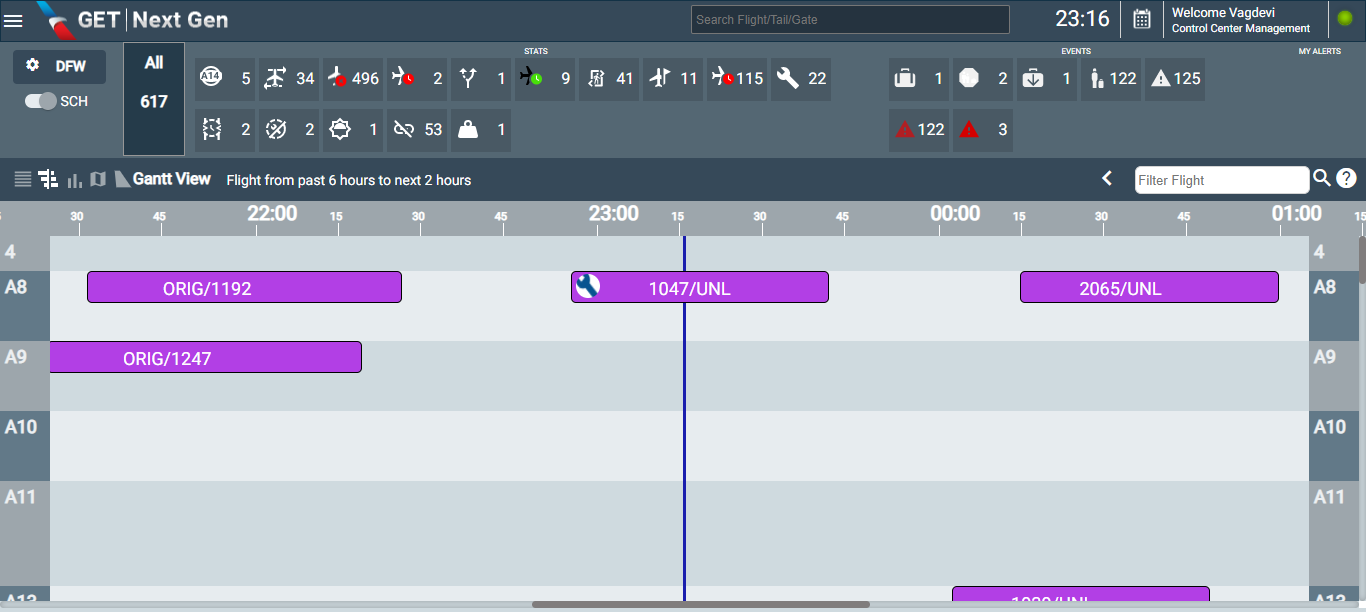 GET | Next Gen
Search Flight/Tail/Gate
23:16
Welcome Vagdevi
Control Center Management
DFW
SCH
All
617
STATS
EVENTS
MY ALERTS
A14 5 34 496 2 1 9 41 11 115 22
1 2 1 122 125
2 2 1 53 1
122 3
Gantt View Flight from past 6 hours to next 2 hours
Filter Flight
?
30 45 22:00 15 30 45 23:00 15 30 45 00:00 15 30 45 01:00 15
4 4
A8 ORIG/1192 1047/UNL 2065/UNL A8
A9 ORIG/1247 A9
A10 A10
A11 A11